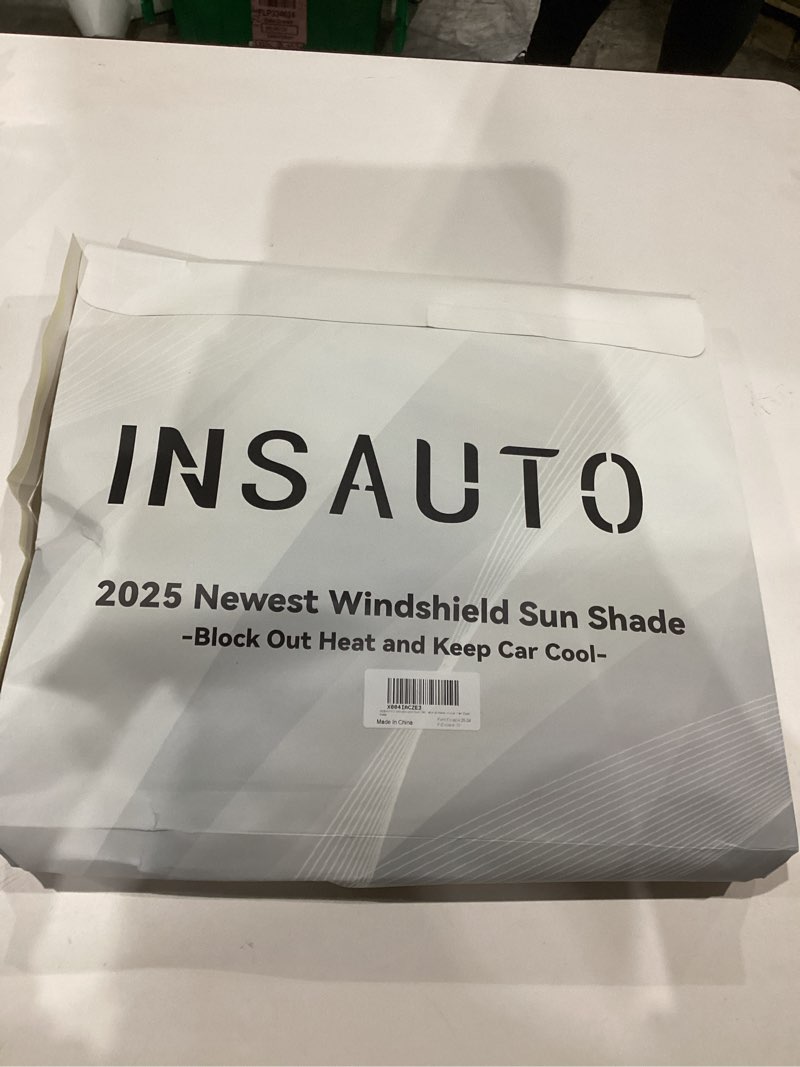 INSAUTO
2025 Newest Windshield Sun Shade
-Block Out Heat and Keep Car Cool-
Made in China